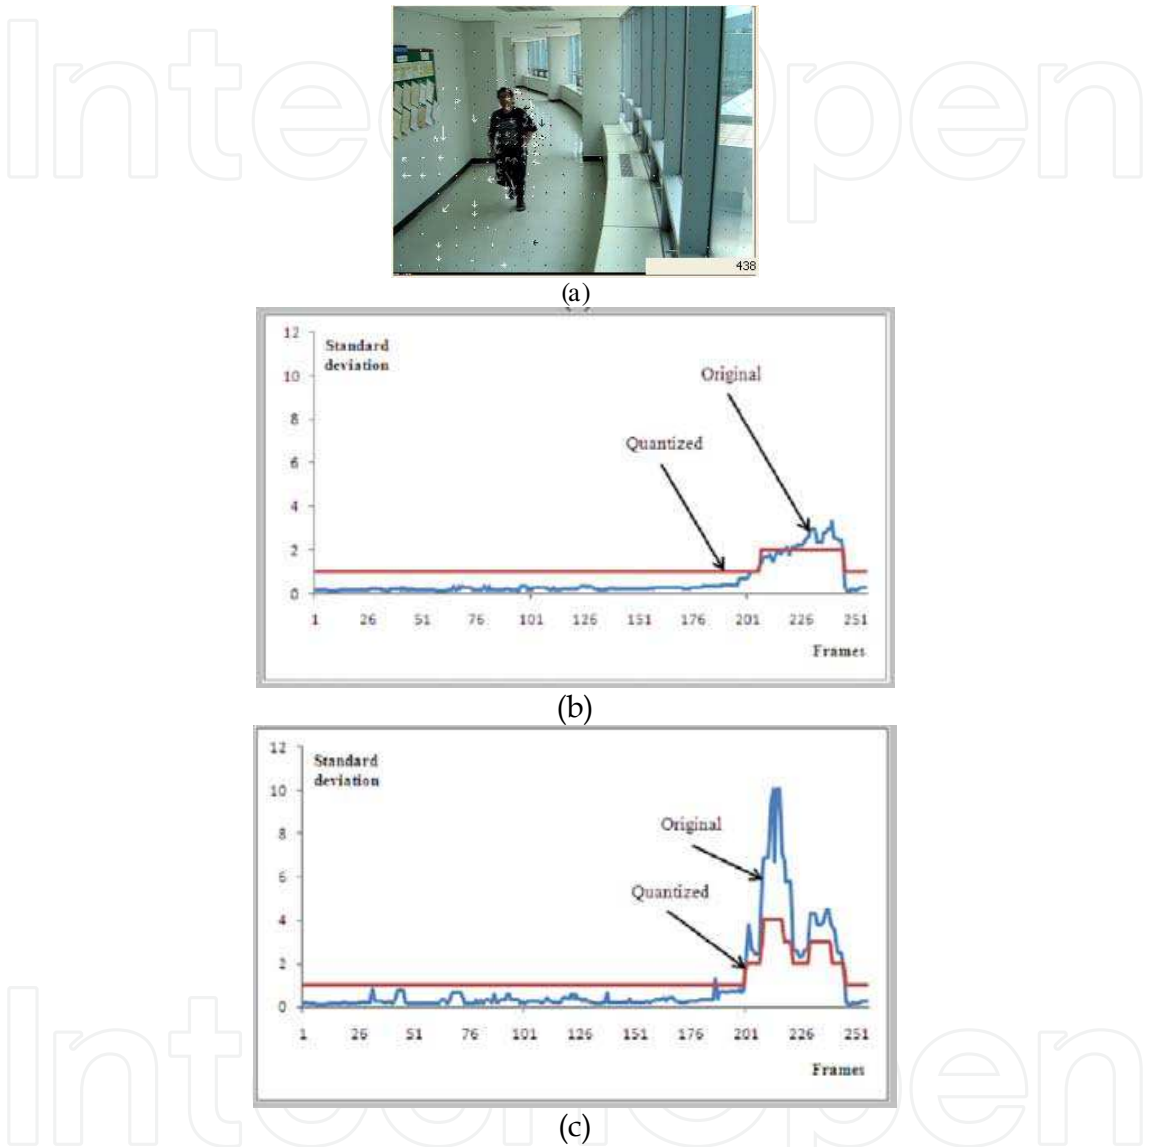 IntechOpen
438
(a)
12
Standard
deviation
10
Original
8
Quantized
6
4
2
0
1 26 51 76 101 126 151 176 201 226 251
Frames
(b)
12
Standard
deviation
10
Original
8
Quantized
6
4
2
0
1 26 51 76 101 126 151 176 201 226 251
Frames
(c)
IntechOpen